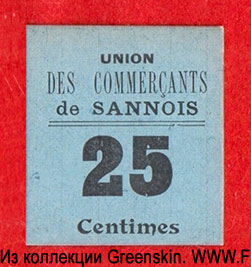 UNION
DES COMMERÇANTS
de SANNOIS
25
Centimes
Из коллекции Greenskin. WWW.F